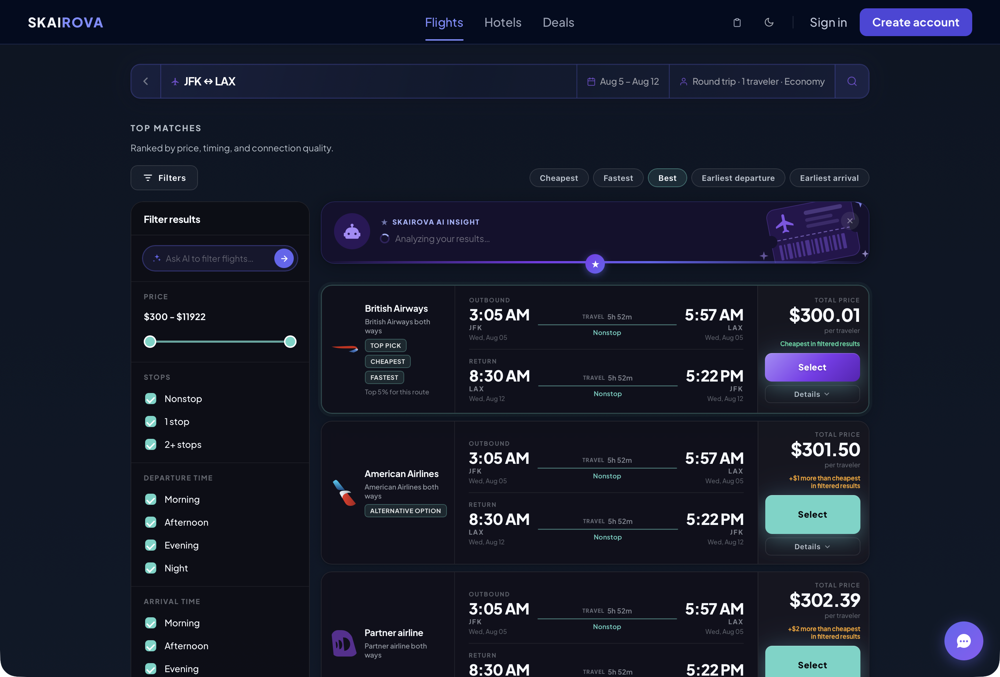 SKAIROVA
Flights Hotels Deals
Sign in Create account
JFK ↔ LAX
Aug 5 – Aug 12
Round trip · 1 traveler · Economy
TOP MATCHES
Ranked by price, timing, and connection quality.
Filters
Cheapest Fastest Best Earliest departure Earliest arrival
Filter results
Ask AI to filter flights...
PRICE
$300 – $11922
STOPS
Nonstop
1 stop
2+ stops
DEPARTURE TIME
Morning
Afternoon
Evening
Night
ARRIVAL TIME
Morning
Afternoon
Evening
SKAIROVA AI INSIGHT
Analyzing your results...
British Airways
British Airways both
ways
TOP PICK
CHEAPEST
FASTEST
Top 5% for this route
OUTBOUND
3:05 AM TRAVEL 5h 52m 5:57 AM
JFK Nonstop LAX
Wed, Aug 05 Wed, Aug 05
RETURN
8:30 AM TRAVEL 5h 52m 5:22 PM
LAX Nonstop JFK
Wed, Aug 12 Wed, Aug 12
TOTAL PRICE
$300.01
per traveler
Cheapest in filtered results
Select
Details
American Airlines
American Airlines both
ways
ALTERNATIVE OPTION
OUTBOUND
3:05 AM TRAVEL 5h 52m 5:57 AM
JFK Nonstop LAX
Wed, Aug 05 Wed, Aug 05
RETURN
8:30 AM TRAVEL 5h 52m 5:22 PM
LAX Nonstop JFK
Wed, Aug 12 Wed, Aug 12
TOTAL PRICE
$301.50
per traveler
+$1 more than cheapest
in filtered results
Select
Details
Partner airline
Partner airline both
ways
OUTBOUND
3:05 AM TRAVEL 5h 52m 5:57 AM
JFK Nonstop LAX
Wed, Aug 05 Wed, Aug 05
RETURN
8:30 AM TRAVEL 5h 52m 5:22 PM
TOTAL PRICE
$302.39
per traveler
+$2 more than cheapest
in filtered results
Select